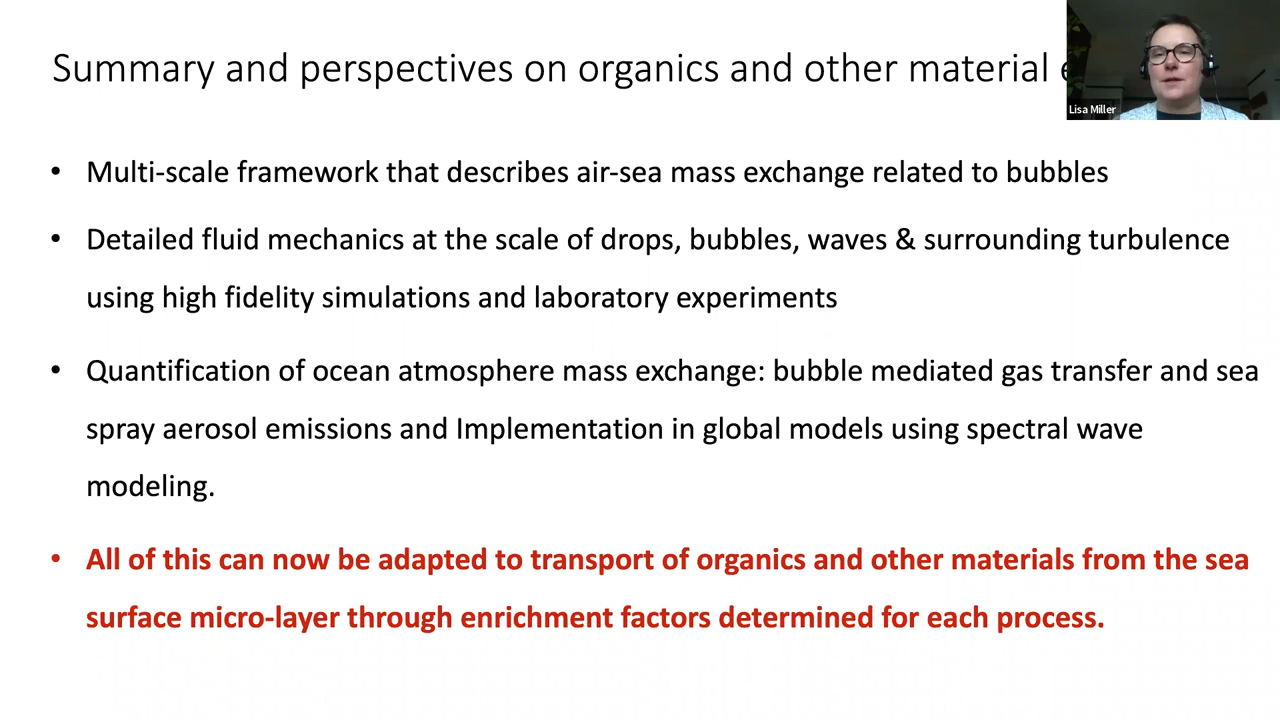 Summary and perspectives on organics and other material
Lisa Miller
• Multi-scale framework that describes air-sea mass exchange related to bubbles
• Detailed fluid mechanics at the scale of drops, bubbles, waves & surrounding turbulence
using high fidelity simulations and laboratory experiments
• Quantification of ocean atmosphere mass exchange: bubble mediated gas transfer and sea
spray aerosol emissions and Implementation in global models using spectral wave
modeling.
• All of this can now be adapted to transport of organics and other materials from the sea
surface micro-layer through enrichment factors determined for each process.